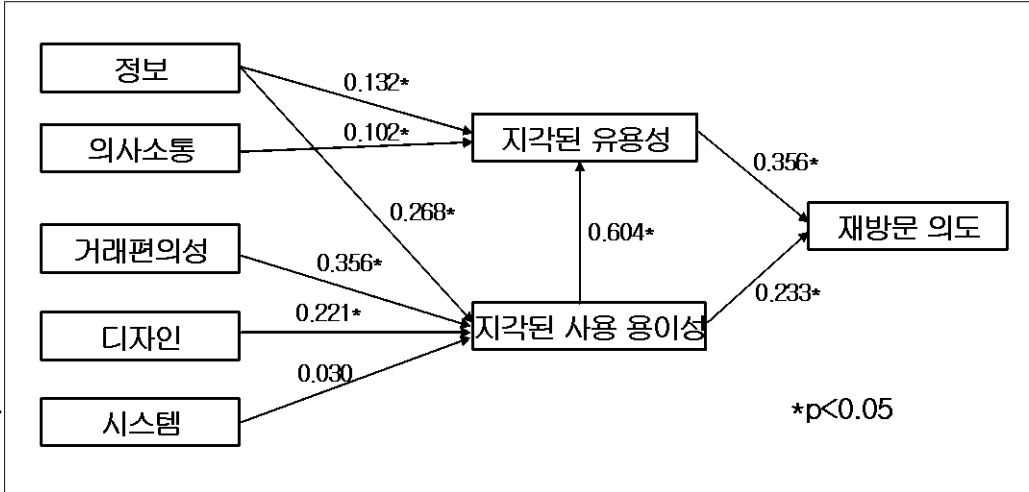 정보
0.132*
의사소통
0.102*
지각된 유용성
0.356*
0.268*
0.604*
재방문 의도
거래편의성
0.356*
0.233*
디자인
0.221*
지각된 사용 용이성
0.030
시스템
*p<0.05